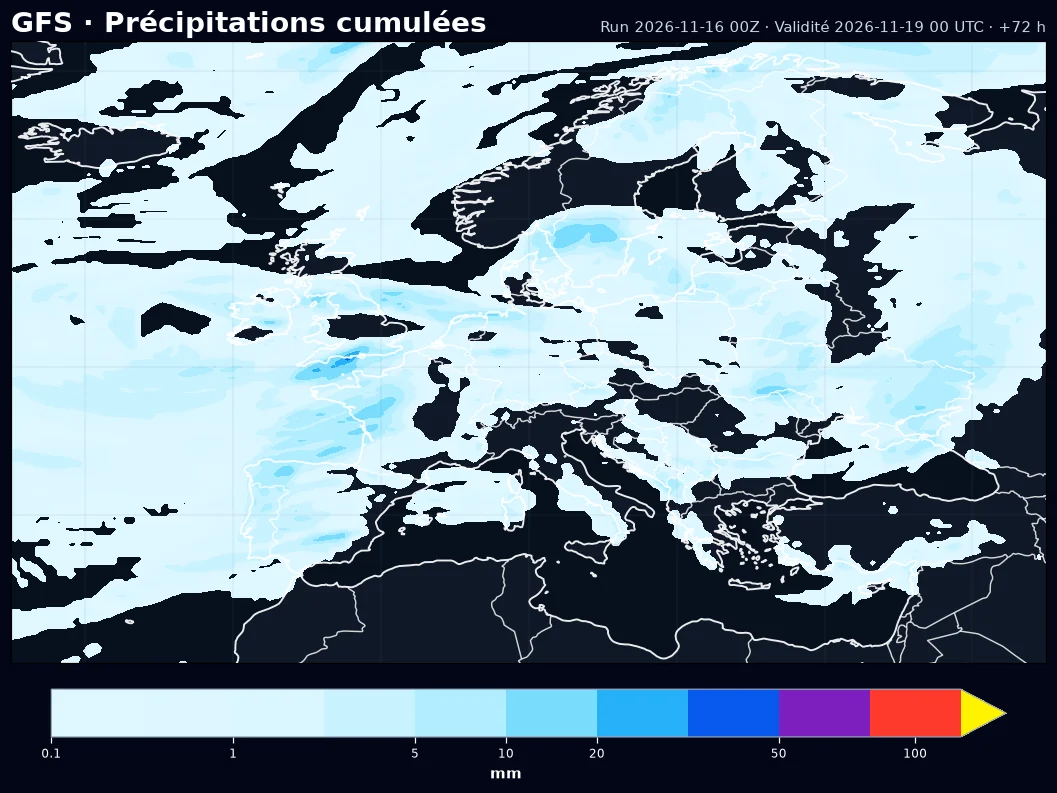 GFS · Précipitations cumulées
Run 2026-11-16 00Z · Validité 2026-11-19 00 UTC · +72 h
0.1 1 5 10 20 50 100
mm